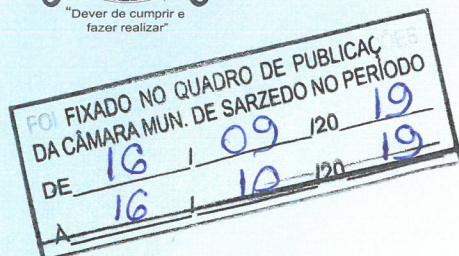 “Dever de cumprir e
fazer realizar”
FOI FIXADO NO QUADRO DE PUBLICAÇÕES
DA CÂMARA MUN. DE SARZEDO NO PERÍODO
DE 16 / 09 /20 19
A 16 / 10 /20 19